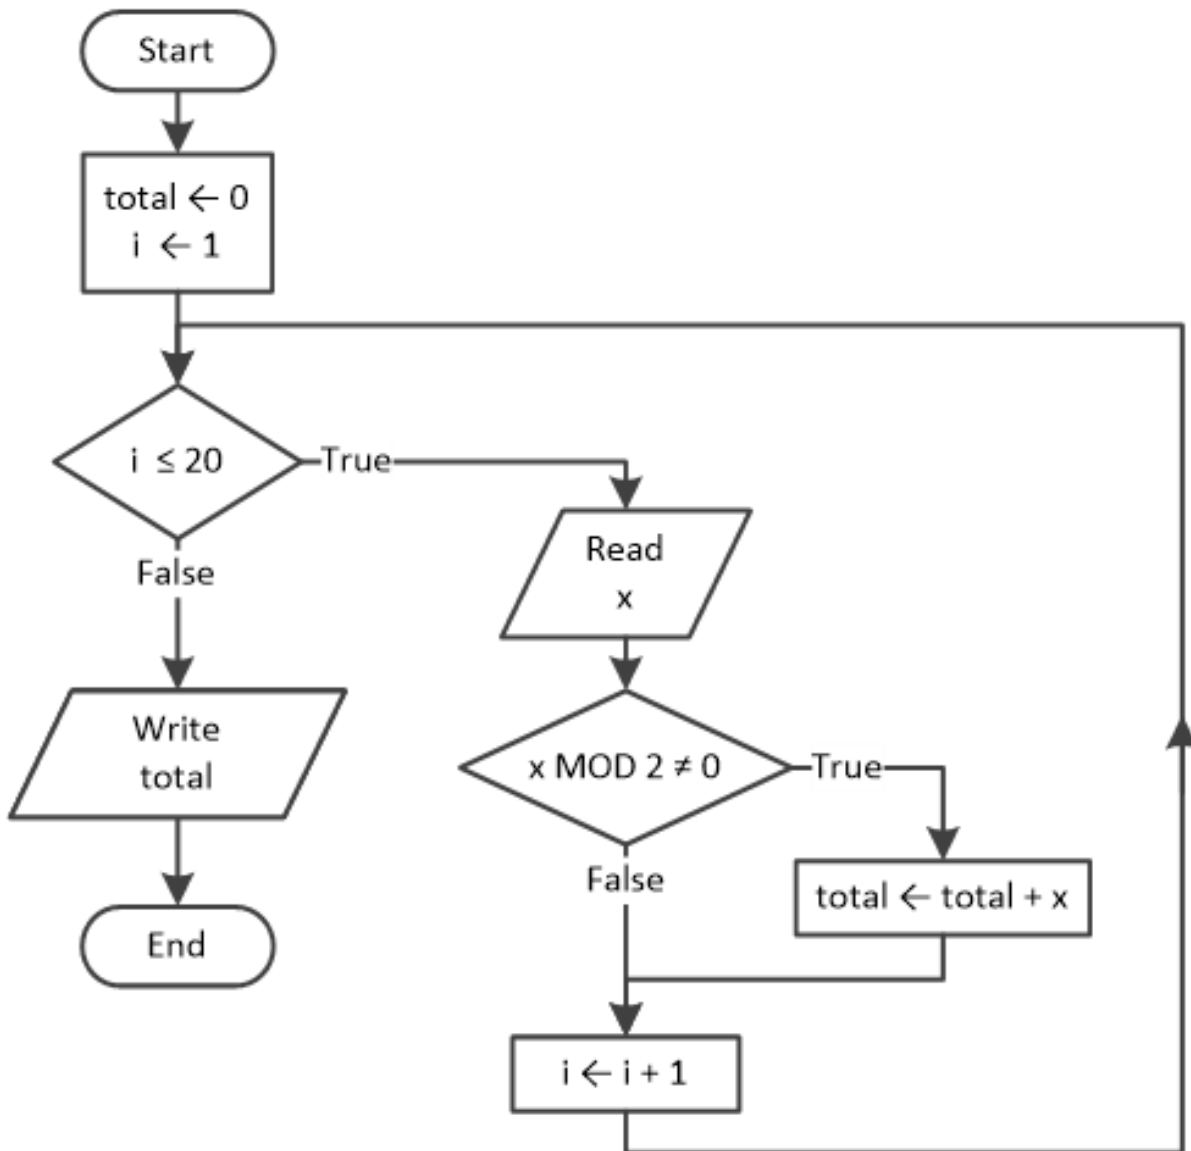 Start
total ← 0
i ← 1
i ≤ 20
True
False
Read
x
Write
total
x MOD 2 ≠ 0
True
False
total ← total + x
End
i ← i + 1